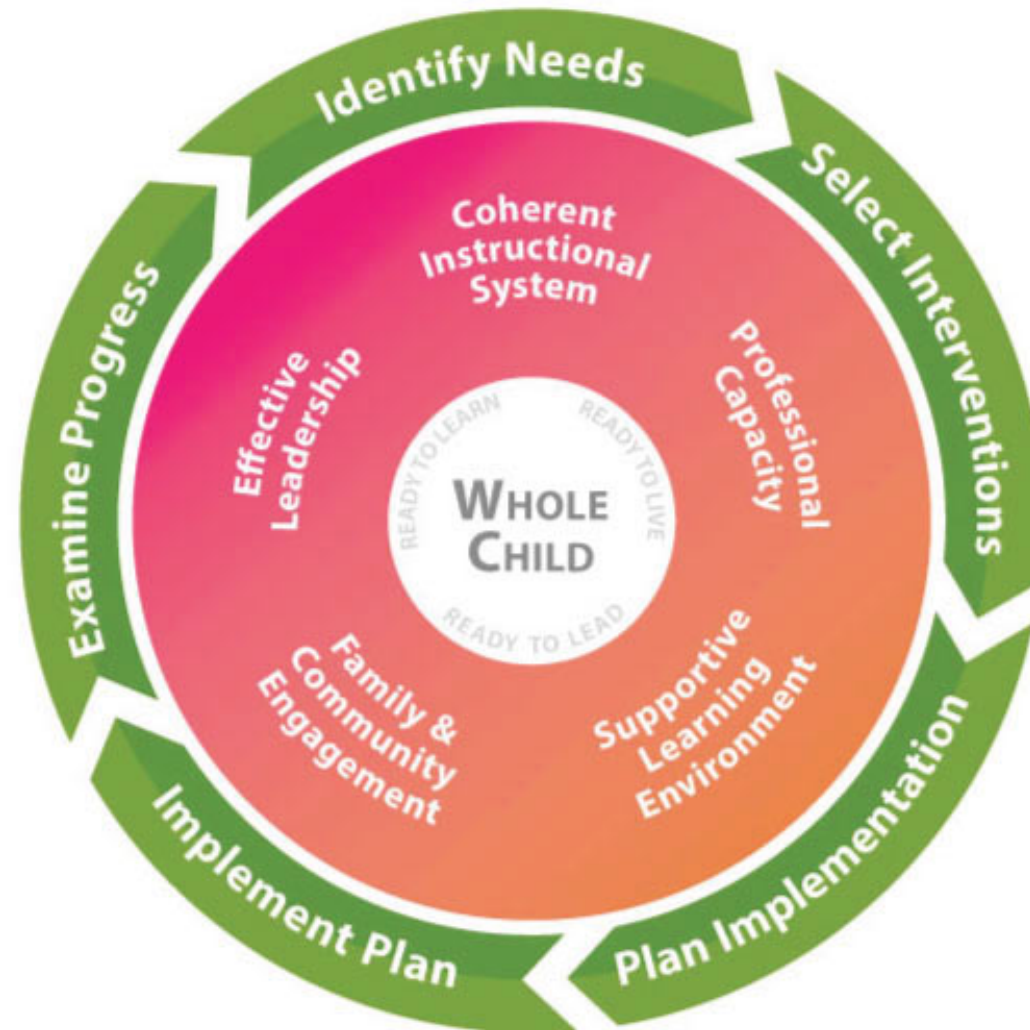 Identify Needs
Select Interventions
Plan Implementation
Implement Plan
Examine Progress
Coherent
Instructional
System
Professional
Capacity
Supportive
Learning
Environment
Family &
Community
Engagement
Effective
Leadership
READY TO LEARN
READY TO LIVE
READY TO LEAD
WHOLE
CHILD